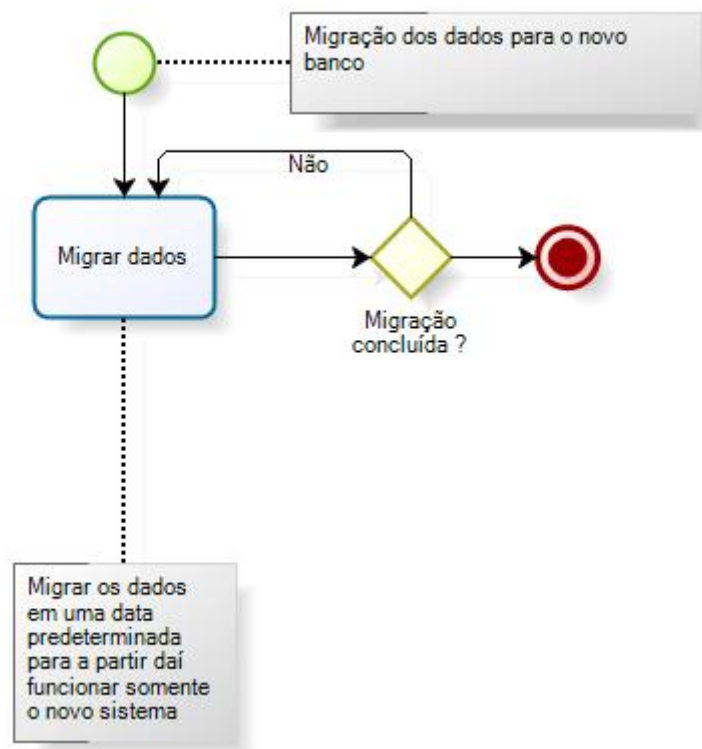 Migração dos dados para o novo
banco
Não
Migrar dados
Migração
concluída ?
Migrar os dados
em uma data
predeterminada
para a partir daí
funcionar somente
o novo sistema